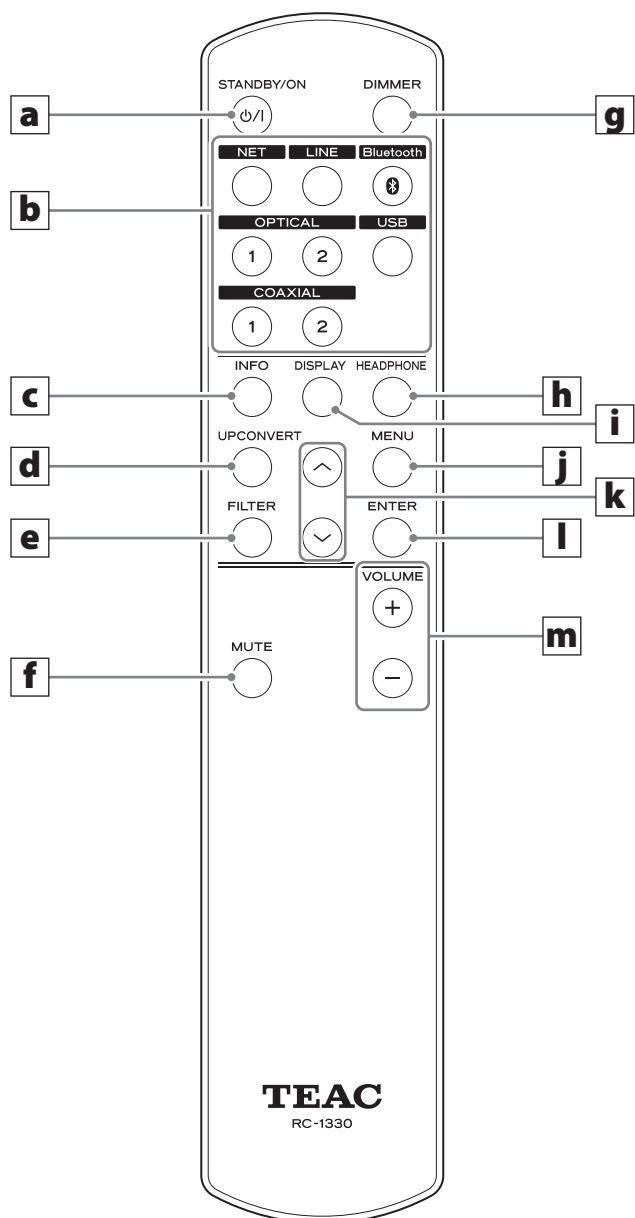 STANDBY/ON DIMMER
a ⏻/I g
NET LINE Bluetooth
b
OPTICAL USB
1 2
COAXIAL
1 2
INFO DISPLAY HEADPHONE
c h
i
UPCONVERT MENU
d j
k
FILTER ENTER
e l
VOLUME
+
m
MUTE
f −
TEAC
RC-1330